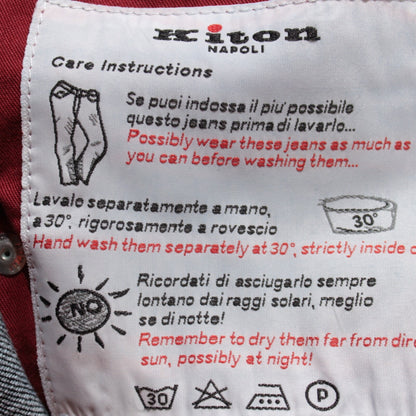 Kiton
NAPOLI
Care Instructions
Se puoi indossa il piu' possibile
questo jeans prima di lavarlo...
Possibly wear these jeans as much as
you can before washing them...
Lavalo separatamente a mano,
a 30°, rigorosamente a rovescio
30°
Hand wash them separately at 30°, strictly inside
NO
Ricordati di asciugarlo sempre
lontano dai raggi solari, meglio
se di notte!
Remember to dry them far from
sun, possibly at night!
30
P